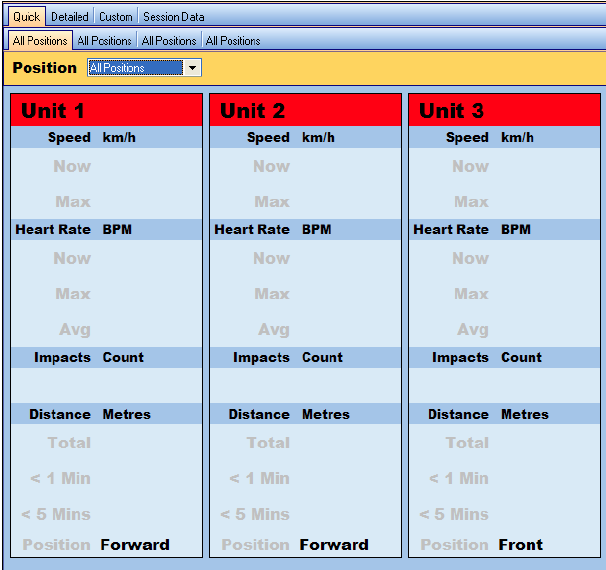 Quick Detailed Custom Session Data
All Positions All Positions All Positions All Positions
Position All Positions
Unit 1 Unit 2 Unit 3
Speed km/h Speed km/h Speed km/h
Now Now Now
Max Max Max
Heart Rate BPM Heart Rate BPM Heart Rate BPM
Now Now Now
Max Max Max
Avg Avg Avg
Impacts Count Impacts Count Impacts Count
Distance Metres Distance Metres Distance Metres
Total Total Total
< 1 Min < 1 Min < 1 Min
< 5 Mins < 5 Mins < 5 Mins
Position Forward Position Forward Position Front